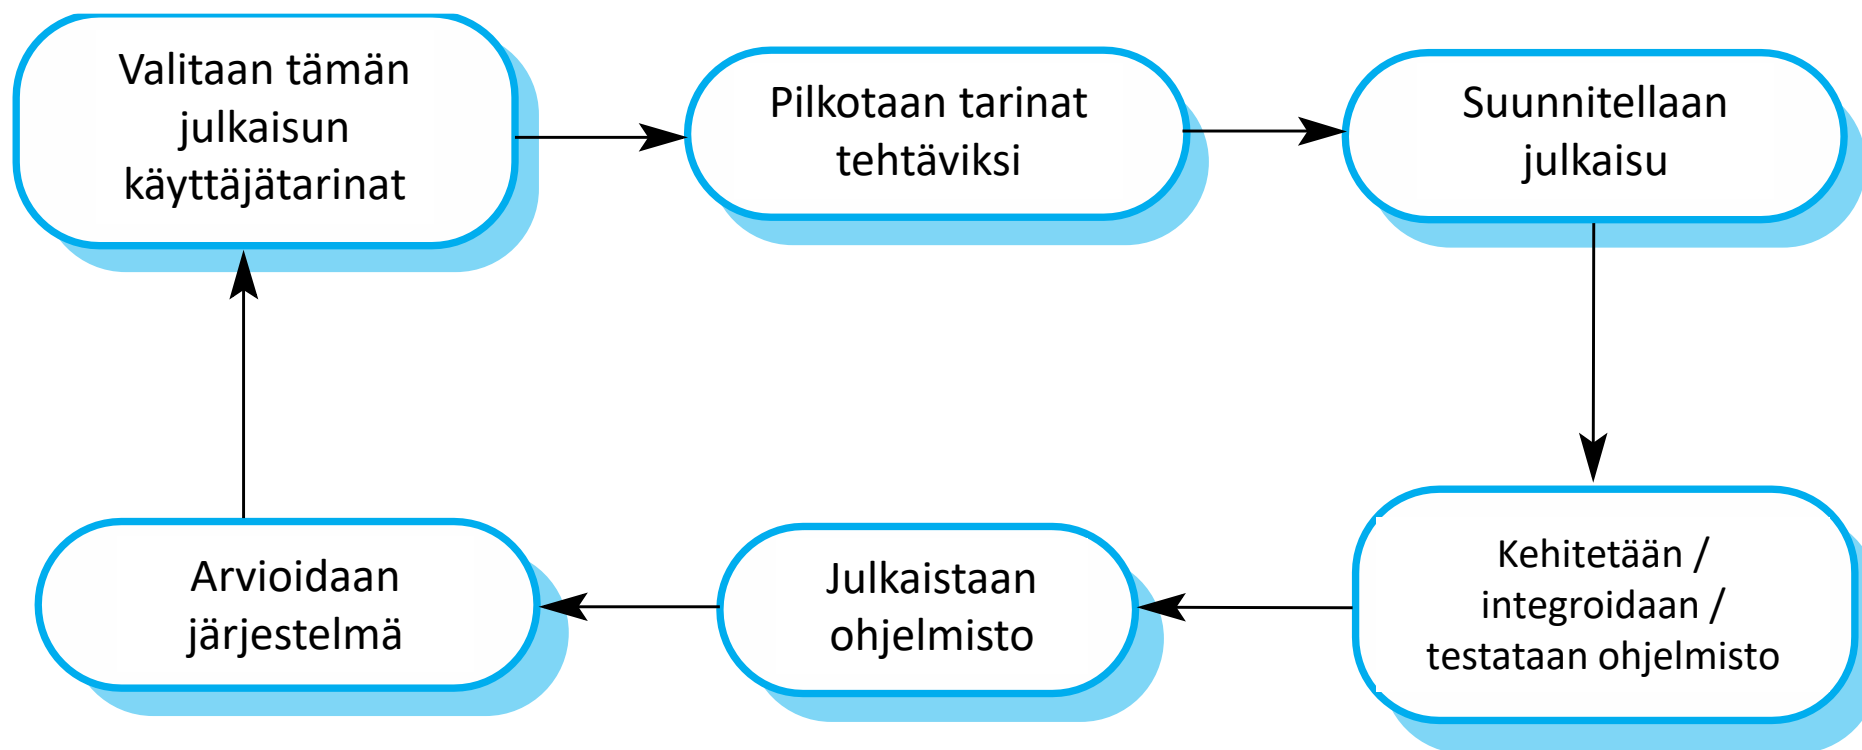 Valitaan tämän
julkaisun
käyttäjätarinat
Pilkotaan tarinat
tehtäviksi
Suunnitellaan
julkaisu
Kehitetään /
integroidaan /
testataan ohjelmisto
Julkaistaan
ohjelmisto
Arvioidaan
järjestelmä